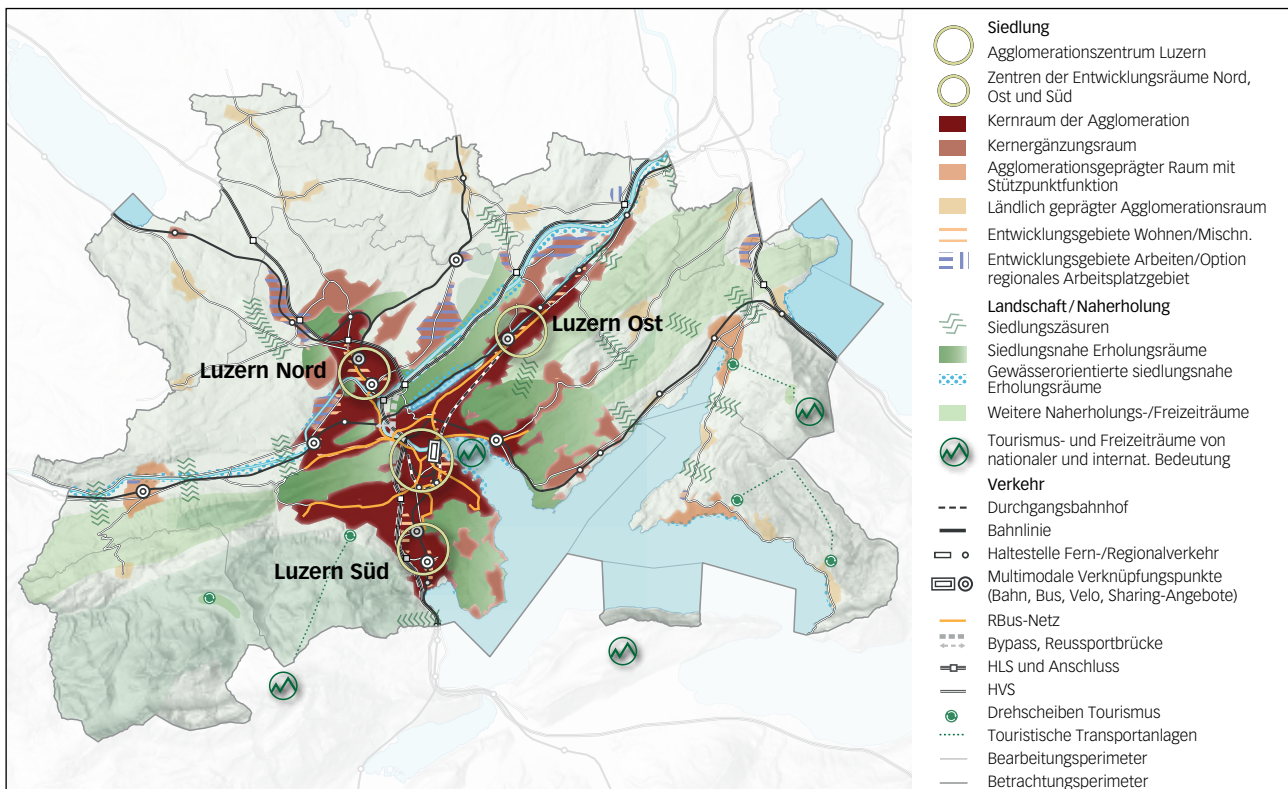 Luzern Ost
Luzern Nord
Luzern Süd
Siedlung
Agglomerationszentrum Luzern
Zentren der Entwicklungsräume Nord,
Ost und Süd
Kernraum der Agglomeration
Kernergänzungsraum
Agglomerationsgeprägter Raum mit
Stützpunktfunktion
Ländlich geprägter Agglomerationsraum
Entwicklungsgebiete Wohnen/Mischn.
Entwicklungsgebiete Arbeiten/Option
regionales Arbeitsplatzgebiet
Landschaft/Naherholung
Siedlungszäsuren
Siedlungsnahe Erholungsräume
Gewässerorientierte siedlungsnahe
Erholungsräume
Weitere Naherholungs-/Freizeiträume
Tourismus- und Freizeiträume von
nationaler und internat. Bedeutung
Verkehr
Durchgangsbahnhof
Bahnlinie
Haltestelle Fern-/Regionalverkehr
Multimodale Verknüpfungspunkte
(Bahn, Bus, Velo, Sharing-Angebote)
RBus-Netz
Bypass, Reussportbrücke
HLS und Anschluss
HVS
Drehscheiben Tourismus
Touristische Transportanlagen
Bearbeitungsperimeter
Betrachtungsperimeter